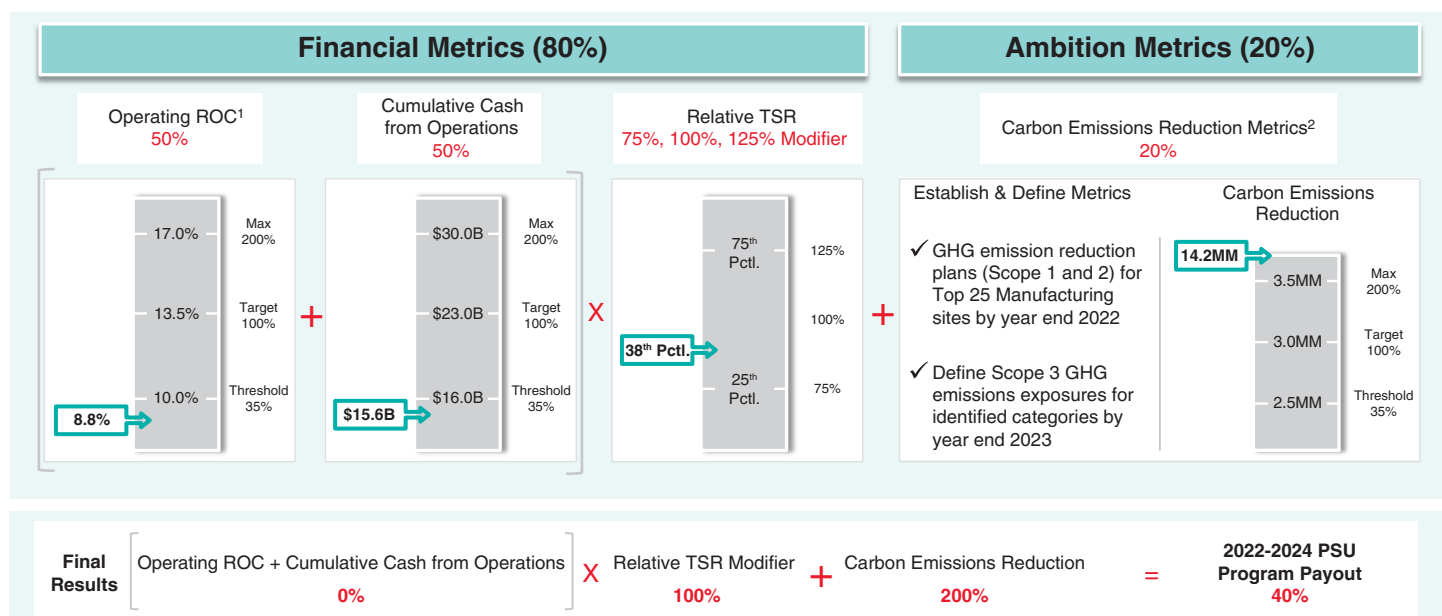 Financial Metrics (80%)
Ambition Metrics (20%)
Operating ROC1
50%
Cumulative Cash
from Operations
50%
Relative TSR
75%, 100%, 125% Modifier
Carbon Emissions Reduction Metrics2
20%
17.0%
Max
200%
13.5%
Target
100%
10.0%
Threshold
35%
8.8%
+
$30.0B
Max
200%
$23.0B
Target
100%
$16.0B
Threshold
35%
$15.6B
X
75th
Pctl.
125%
100%
38th Pctl.
25th
Pctl.
75%
+
Establish & Define Metrics
✓ GHG emission reduction
plans (Scope 1 and 2) for
Top 25 Manufacturing
sites by year end 2022
✓ Define Scope 3 GHG
emissions exposures for
identified categories by
year end 2023
Carbon Emissions
Reduction
14.2MM
3.5MM
Max
200%
3.0MM
Target
100%
2.5MM
Threshold
35%
Final
Results
Operating ROC + Cumulative Cash from Operations
0%
X
Relative TSR Modifier
100%
+
Carbon Emissions Reduction
200%
=
2022-2024 PSU
Program Payout
40%